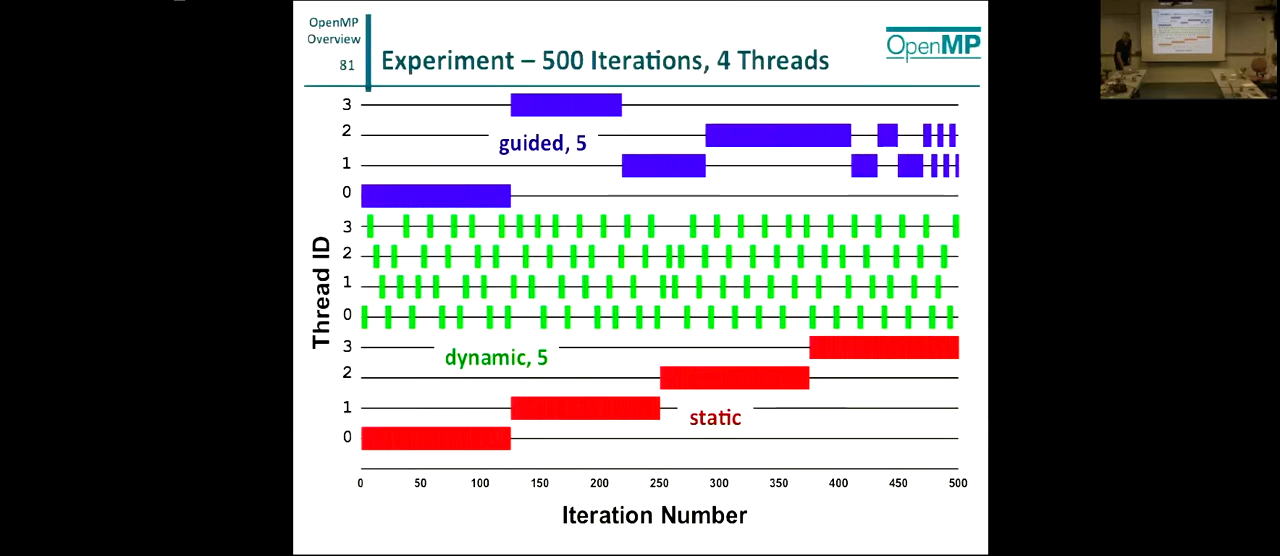 OpenMP
Overview
81
Experiment – 500 Iterations, 4 Threads
OpenMP
3
2
guided, 5
1
0
3
2
1
0
3
dynamic, 5
2
1
static
0
Thread ID
0 50 100 150 200 250 300 350 400 450 500
Iteration Number